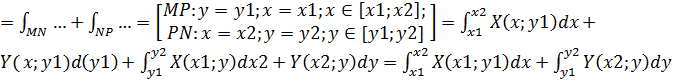 = ∫_{MN} … + ∫_{NP} … = [MP: y = y1; x = x1; x ∈ [x1; x2]; PN: x = x2; y = y2; y ∈ [y1; y2]] = ∫_{x1}^{x2} X(x; y1)dx +
Y(x; y1)d(y1) + ∫_{y1}^{y2} X(x1; y)dx2 + Y(x2; y)dy = ∫_{x1}^{x2} X(x1; y1)dx + ∫_{y1}^{y2} Y(x2; y)dy